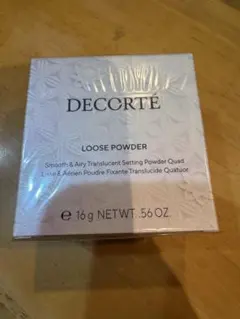 DECORTÉ
LOOSE POWDER
Smooth & Airy Translucent Setting Powder Quad
Lisse & Aérien Poudre Fixante Translucide Quatuor
℮ 16 g NET WT. .56 OZ.